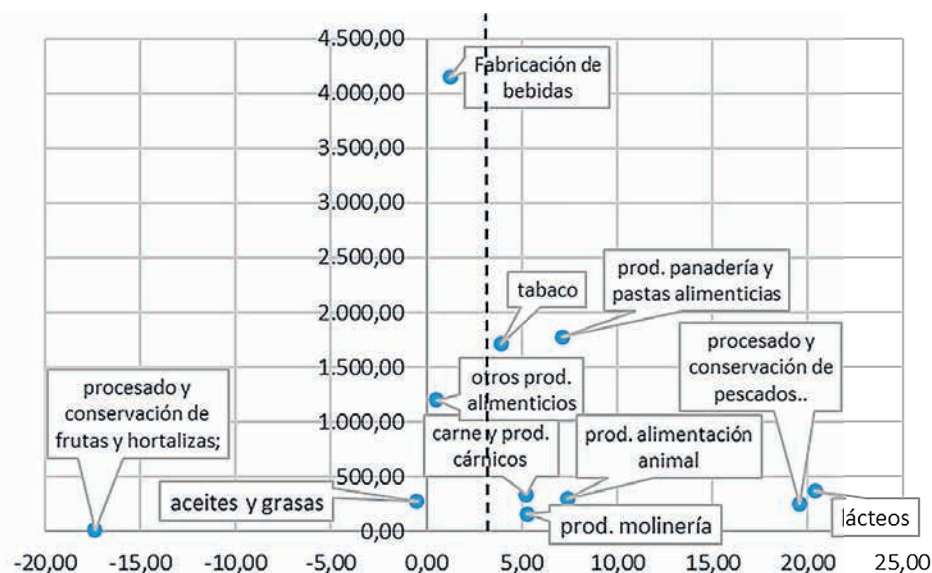 4.500,00
Fabricación de
bebidas
4.000,00
3.500,00
3.000,00
2.500,00
prod. panadería y
pastas alimenticias
tabaco
2.000,00
procesado y
conservación de
pescados..
1.500,00
procesado y
conservación de
frutas y hortalizas;
otros prod.
alimenticios
1.000,00
carne y prod.
cárnicos
prod. alimentación
animal
500,00
aceites y grasas
lácteos
prod. molinería
0,00
-20,00 -15,00 -10,00 -5,00 0,00 5,00 10,00 15,00 20,00 25,00